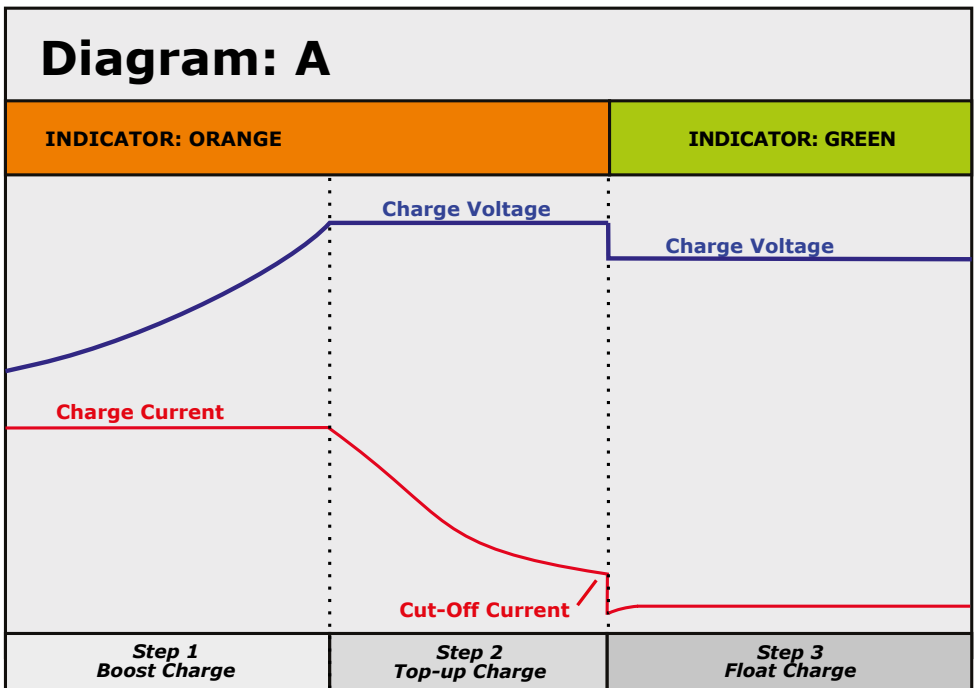 Diagram: A
INDICATOR: ORANGE
INDICATOR: GREEN
Charge Voltage
Charge Voltage
Charge Current
Cut-Off Current
Step 1
Boost Charge
Step 2
Top-up Charge
Step 3
Float Charge